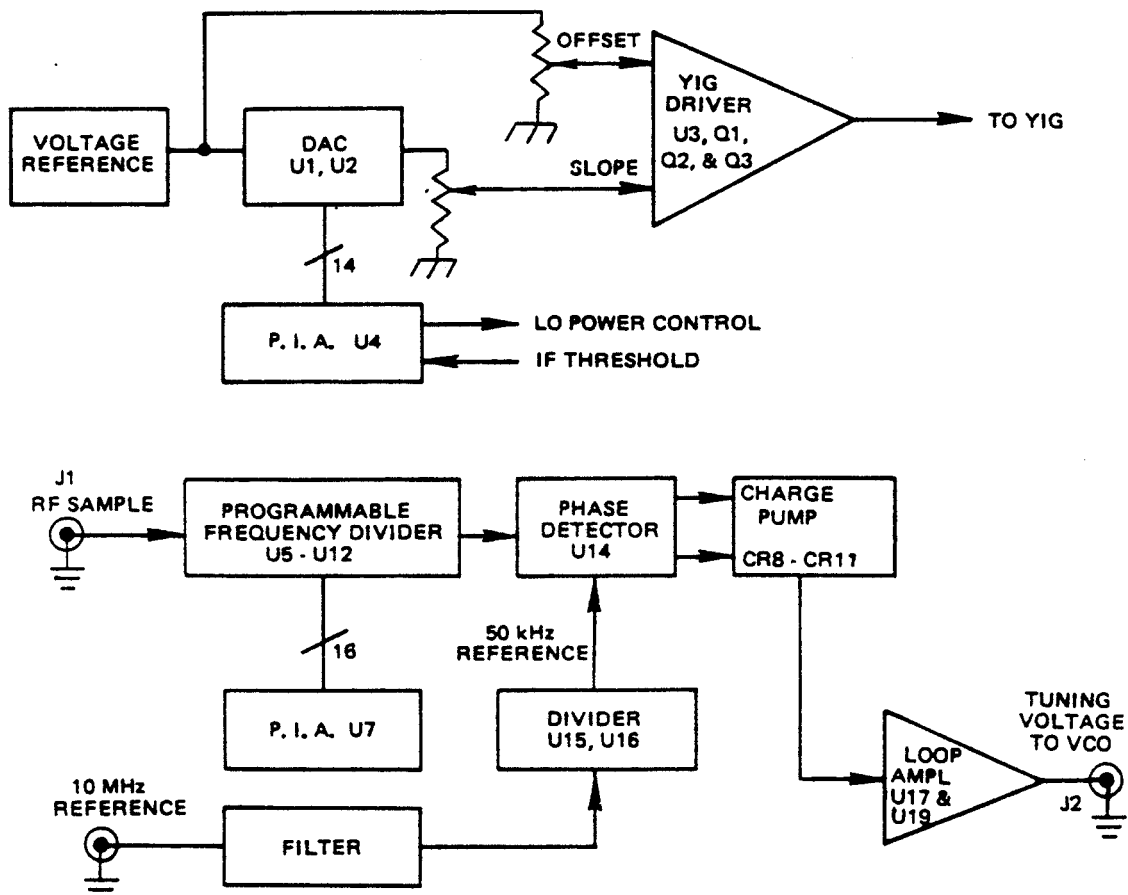 OFFSET
YIG
DRIVER
U3, Q1,
Q2, & Q3
TO YIG
VOLTAGE
REFERENCE
DAC
U1, U2
SLOPE
14
P. I. A. U4
LO POWER CONTROL
IF THRESHOLD
J1
RF SAMPLE
PROGRAMMABLE
FREQUENCY DIVIDER
U5 - U12
PHASE
DETECTOR
U14
CHARGE
PUMP
CR8 - CR11
16
50 kHz
REFERENCE
P. I. A. U7
DIVIDER
U15, U16
TUNING
VOLTAGE
TO VCO
LOOP
AMPL
U17 &
U19
J2
10 MHz
REFERENCE
FILTER